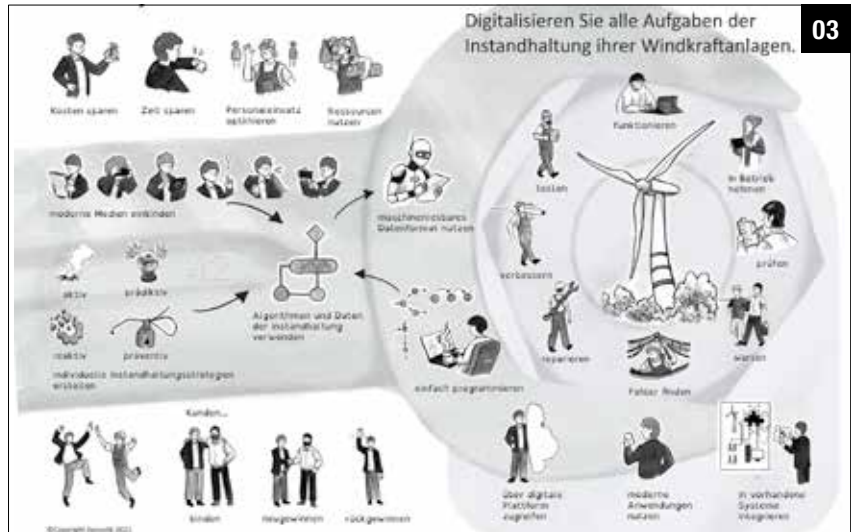 Digitalisieren Sie alle Aufgaben der
Instandhaltung ihrer Windkraftanlagen.
03
Kosten sparen
Zeit sparen
Personaleinsatz
optimieren
Ressourcen
nutzen
moderne Medien einbinden
maschinenlesbares
Datenformat nutzen
aktiv
prädiktiv
reaktiv
präventiv
individuelle Instandhaltungsstrategien
erstellen
Algorithmen und Daten
der Instandhaltung
verwenden
einfach programmieren
funktionieren
in Betrieb
nehmen
prüfen
warten
Fehler finden
reparieren
verbessern
testen
Kunden...
binden
neugewinnen
rückgewinnen
über digitale
Plattform
zugreifen
moderne
Anwendungen
nutzen
in vorhandene
Systeme
integrieren